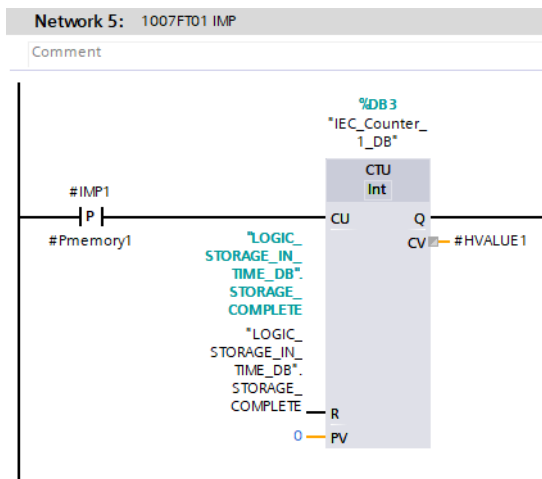 Network 5: 1007FT01 IMP
Comment
%DB3
"IEC_Counter_
1_DB"
CTU
Int
#IMP1
P
#Pmemory1
CU
Q
CV
#HVALUE1
"LOGIC_
STORAGE_IN_
TIME_DB".
STORAGE_
COMPLETE
"LOGIC_
STORAGE_IN_
TIME_DB".
STORAGE_
COMPLETE
R
0
PV